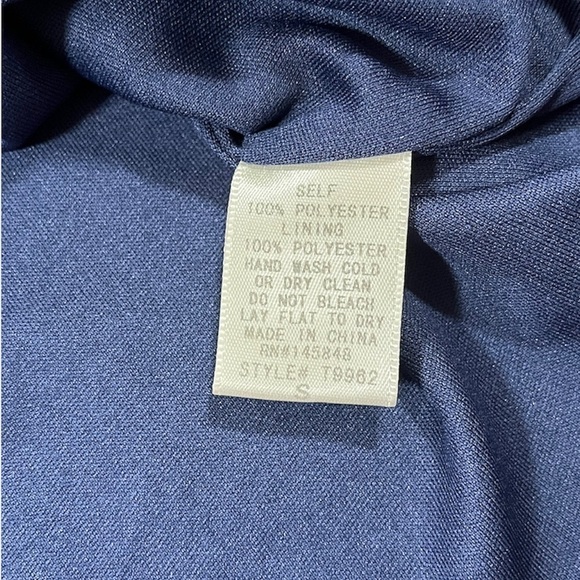 SELF
100% POLYESTER
LINING
100% POLYESTER
HAND WASH COLD
OR DRY CLEAN
DO NOT BLEACH
LAY FLAT TO DRY
MADE IN CHINA
RN#145848
STYLE# T9962
S